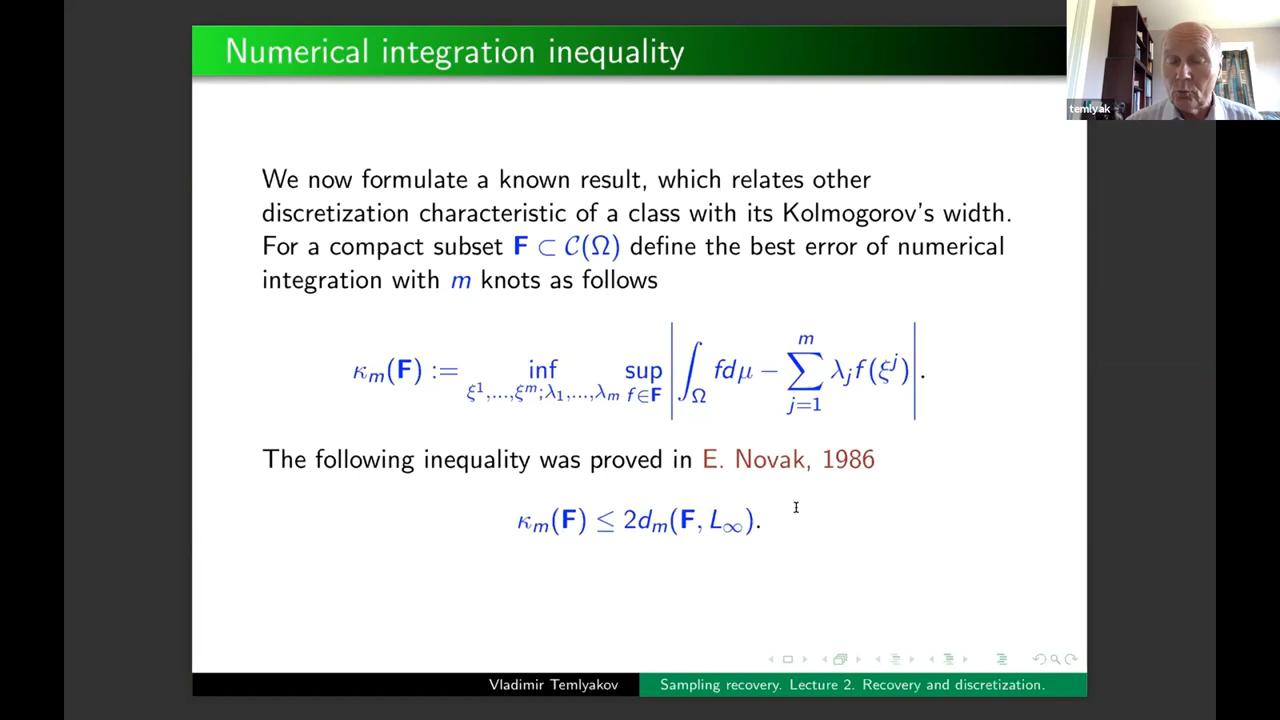 Numerical integration inequality
temlyak
We now formulate a known result, which relates other
discretization characteristic of a class with its Kolmogorov's width.
For a compact subset F ⊂ C(Ω) define the best error of numerical
integration with m knots as follows
κ_m(F) := inf_{ξ^1,...,ξ^m;λ_1,...,λ_m} sup_{f∈F} |∫_Ω fdμ − ∑_{j=1}^m λ_j f(ξ^j)|.
The following inequality was proved in E. Novak, 1986
κ_m(F) ≤ 2d_m(F, L_∞).
Vladimir Temlyakov Sampling recovery. Lecture 2. Recovery and discretization.